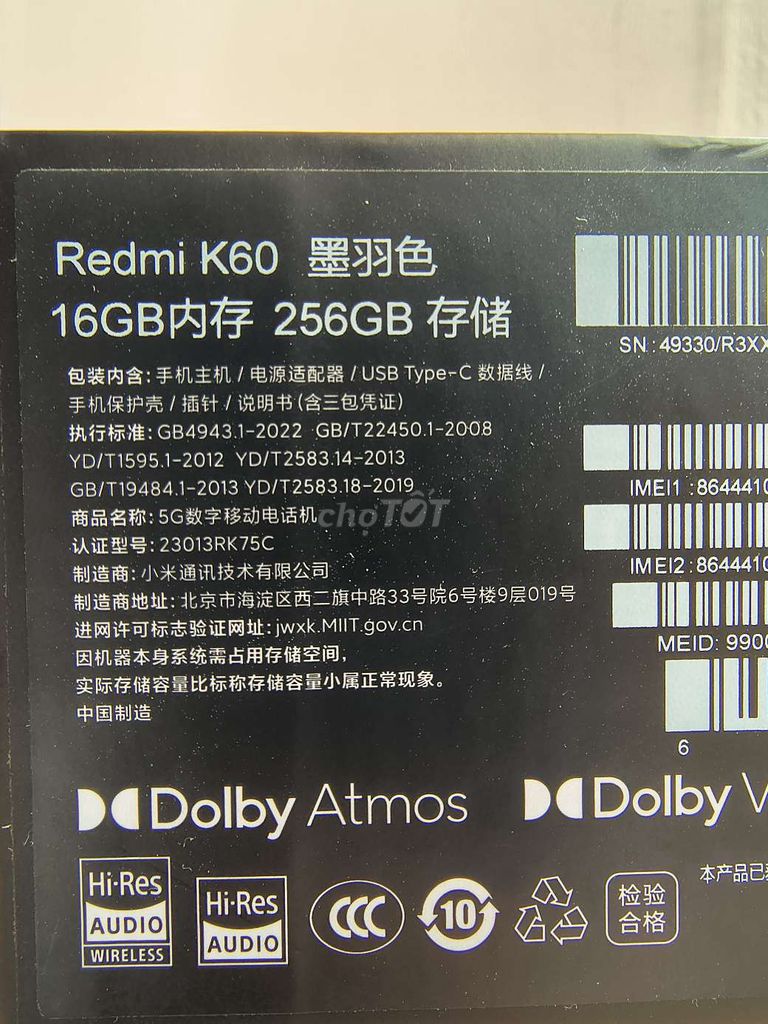 Redmi K60 墨羽色
16GB内存 256GB 存储
SN: 49330/R3XX
包装内含: 手机主机 / 电源适配器 / USB Type-C 数据线 /
手机保护壳 / 插针 / 说明书(含三包凭证)
执行标准: GB4943.1-2022 GB/T22450.1-2008
YD/T1595.1-2012 YD/T2583.14-2013
GB/T19484.1-2013 YD/T2583.18-2019
商品名称: 5G数字移动电话机
chợTỐT
认证型号: 23013RK75C
制造商: 小米通讯技术有限公司
制造商地址: 北京市海淀区西二旗中路33号院6号楼9层019号
进网许可标志验证网址: jwxk.MIIT.gov.cn
因机器本身系统需占用存储空间,
实际存储容量比标称存储容量小属正常现象。
中国制造
IMEI1 :8644410
IMEI2 :8644410
MEID: 9900
6
Dolby Atmos
Dolby V
本产品已
Hi-Res
AUDIO
WIRELESS
Hi-Res
AUDIO
CCC
10
检验
合格